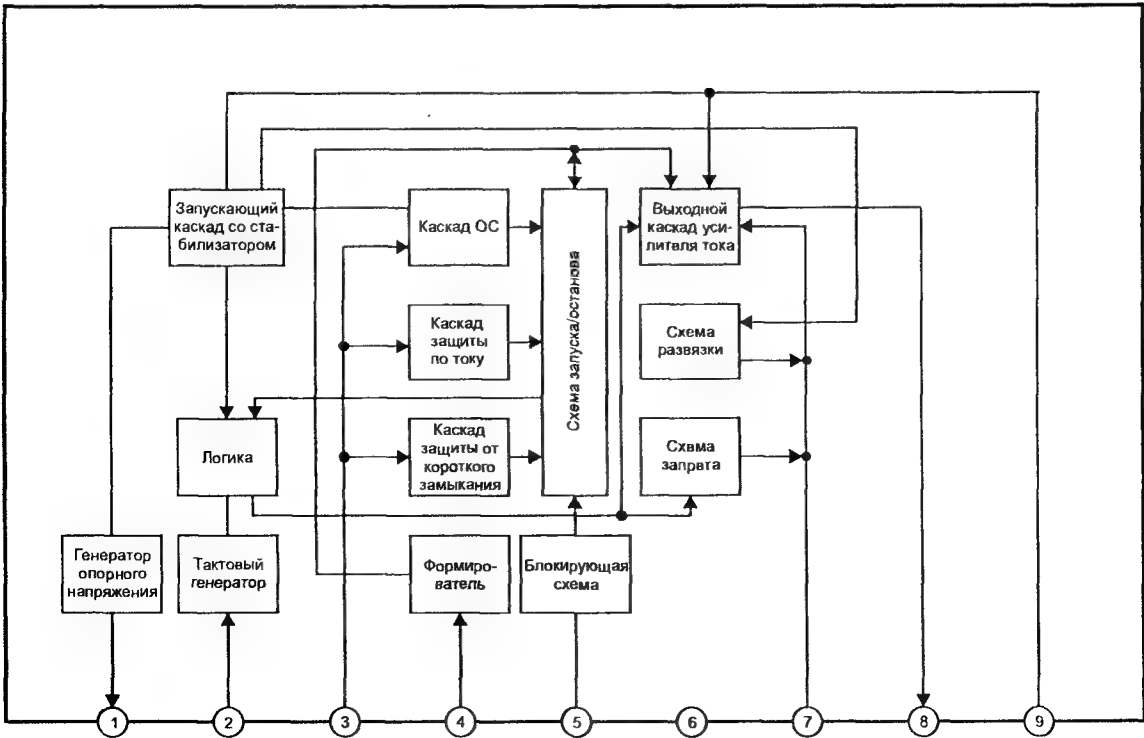 Запускающий
каскад со ста-
билизатором
Каскад ОС
Схема запуска/останова
Выходной
каскад уси-
лителя тока
Каскад
защиты
по току
Схема
развязки
Логика
Каскад
защиты от
короткого
замыкания
Схвма
запрвта
Генератор
опорного
напряжения
Тактовый
генератор
Формиро-
ватель
Блокирующая
схема
1
2
3
4
5
6
7
8
9